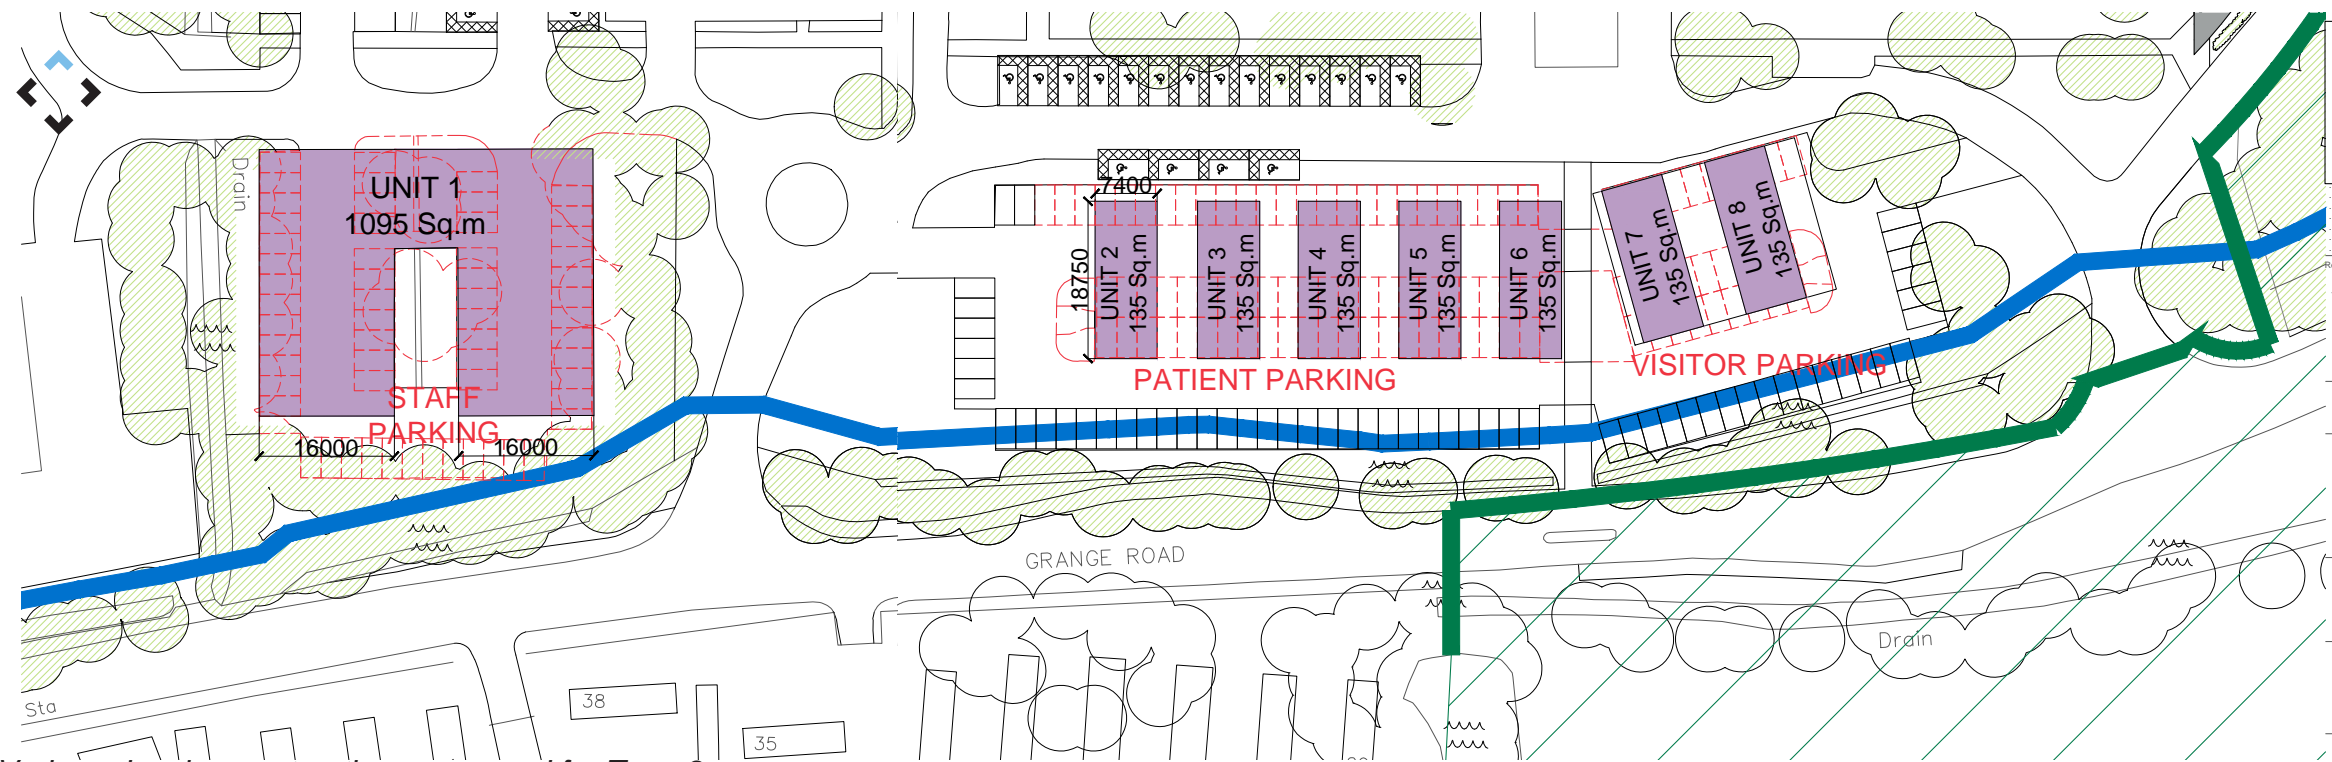 Drain
UNIT 1
1095 Sq.m
STAFF
PARKING
16000
16000
7400
18750
UNIT 2
135 Sq.m
UNIT 3
135 Sq.m
UNIT 4
135 Sq.m
UNIT 5
135 Sq.m
UNIT 6
135 Sq.m
UNIT 7
135 Sq.m
UNIT 8
135 Sq.m
PATIENT PARKING
VISITOR PARKING
GRANGE ROAD
Drain
Sta
38
35